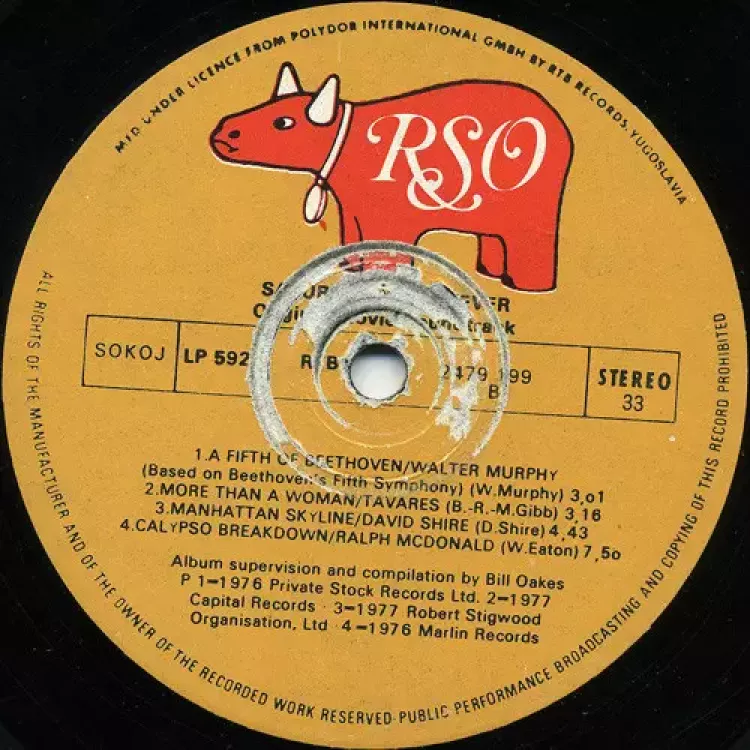 MFD. UNDER LICENCE FROM POLYDOR INTERNATIONAL GMBH BY RTB RECORDS, YUGOSLAVIA
RSO
SOKOJ
LP 592
2479 199
B
STEREO
33
1.A FIFTH OF BEETHOVEN/WALTER MURPHY
(Based on Beethoven's Fifth Symphony) (W.Murphy) 3,o1
2.MORE THAN A WOMAN/TAVARES (B.-R.-M.Gibb) 3,16
3.MANHATTAN SKYLINE/DAVID SHIRE (D.Shire) 4,43
4.CALYPSO BREAKDOWN/RALPH MCDONALD (W.Eaton) 7,5o
Album supervision and compilation by Bill Oakes
P 1–1976 Private Stock Records Ltd. 2–1977
Capital Records · 3–1977 Robert Stigwood
Organisation, Ltd · 4–1976 Marlin Records
ALL RIGHTS OF THE MANUFACTURER AND OF THE OWNER OF THE RECORDED WORK RESERVED·PUBLIC PERFORMANCE BROADCASTING AND COPYING OF THIS RECORD PROHIBITED